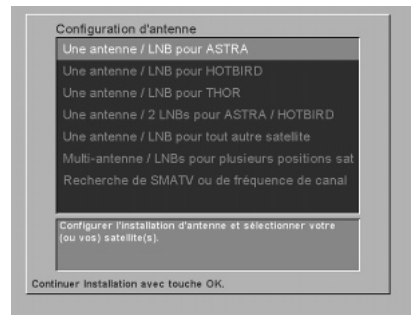 Configuration d'antenne
Une antenne / LNB pour ASTRA
Une antenne / LNB pour HOTBIRD
Une antenne / LNB pour THOR
Une antenne / 2 LNBs pour ASTRA / HOTBIRD
Une antenne / LNB pour tout autre satellite
Multi-antenne / LNBs pour plusieurs positions sat
Recherche de SMATV ou de fréquence de canal
Configurer l'installation d'antenne et sélectionner votre
(ou vos) satellite(s).
Continuer Installation avec touche OK.